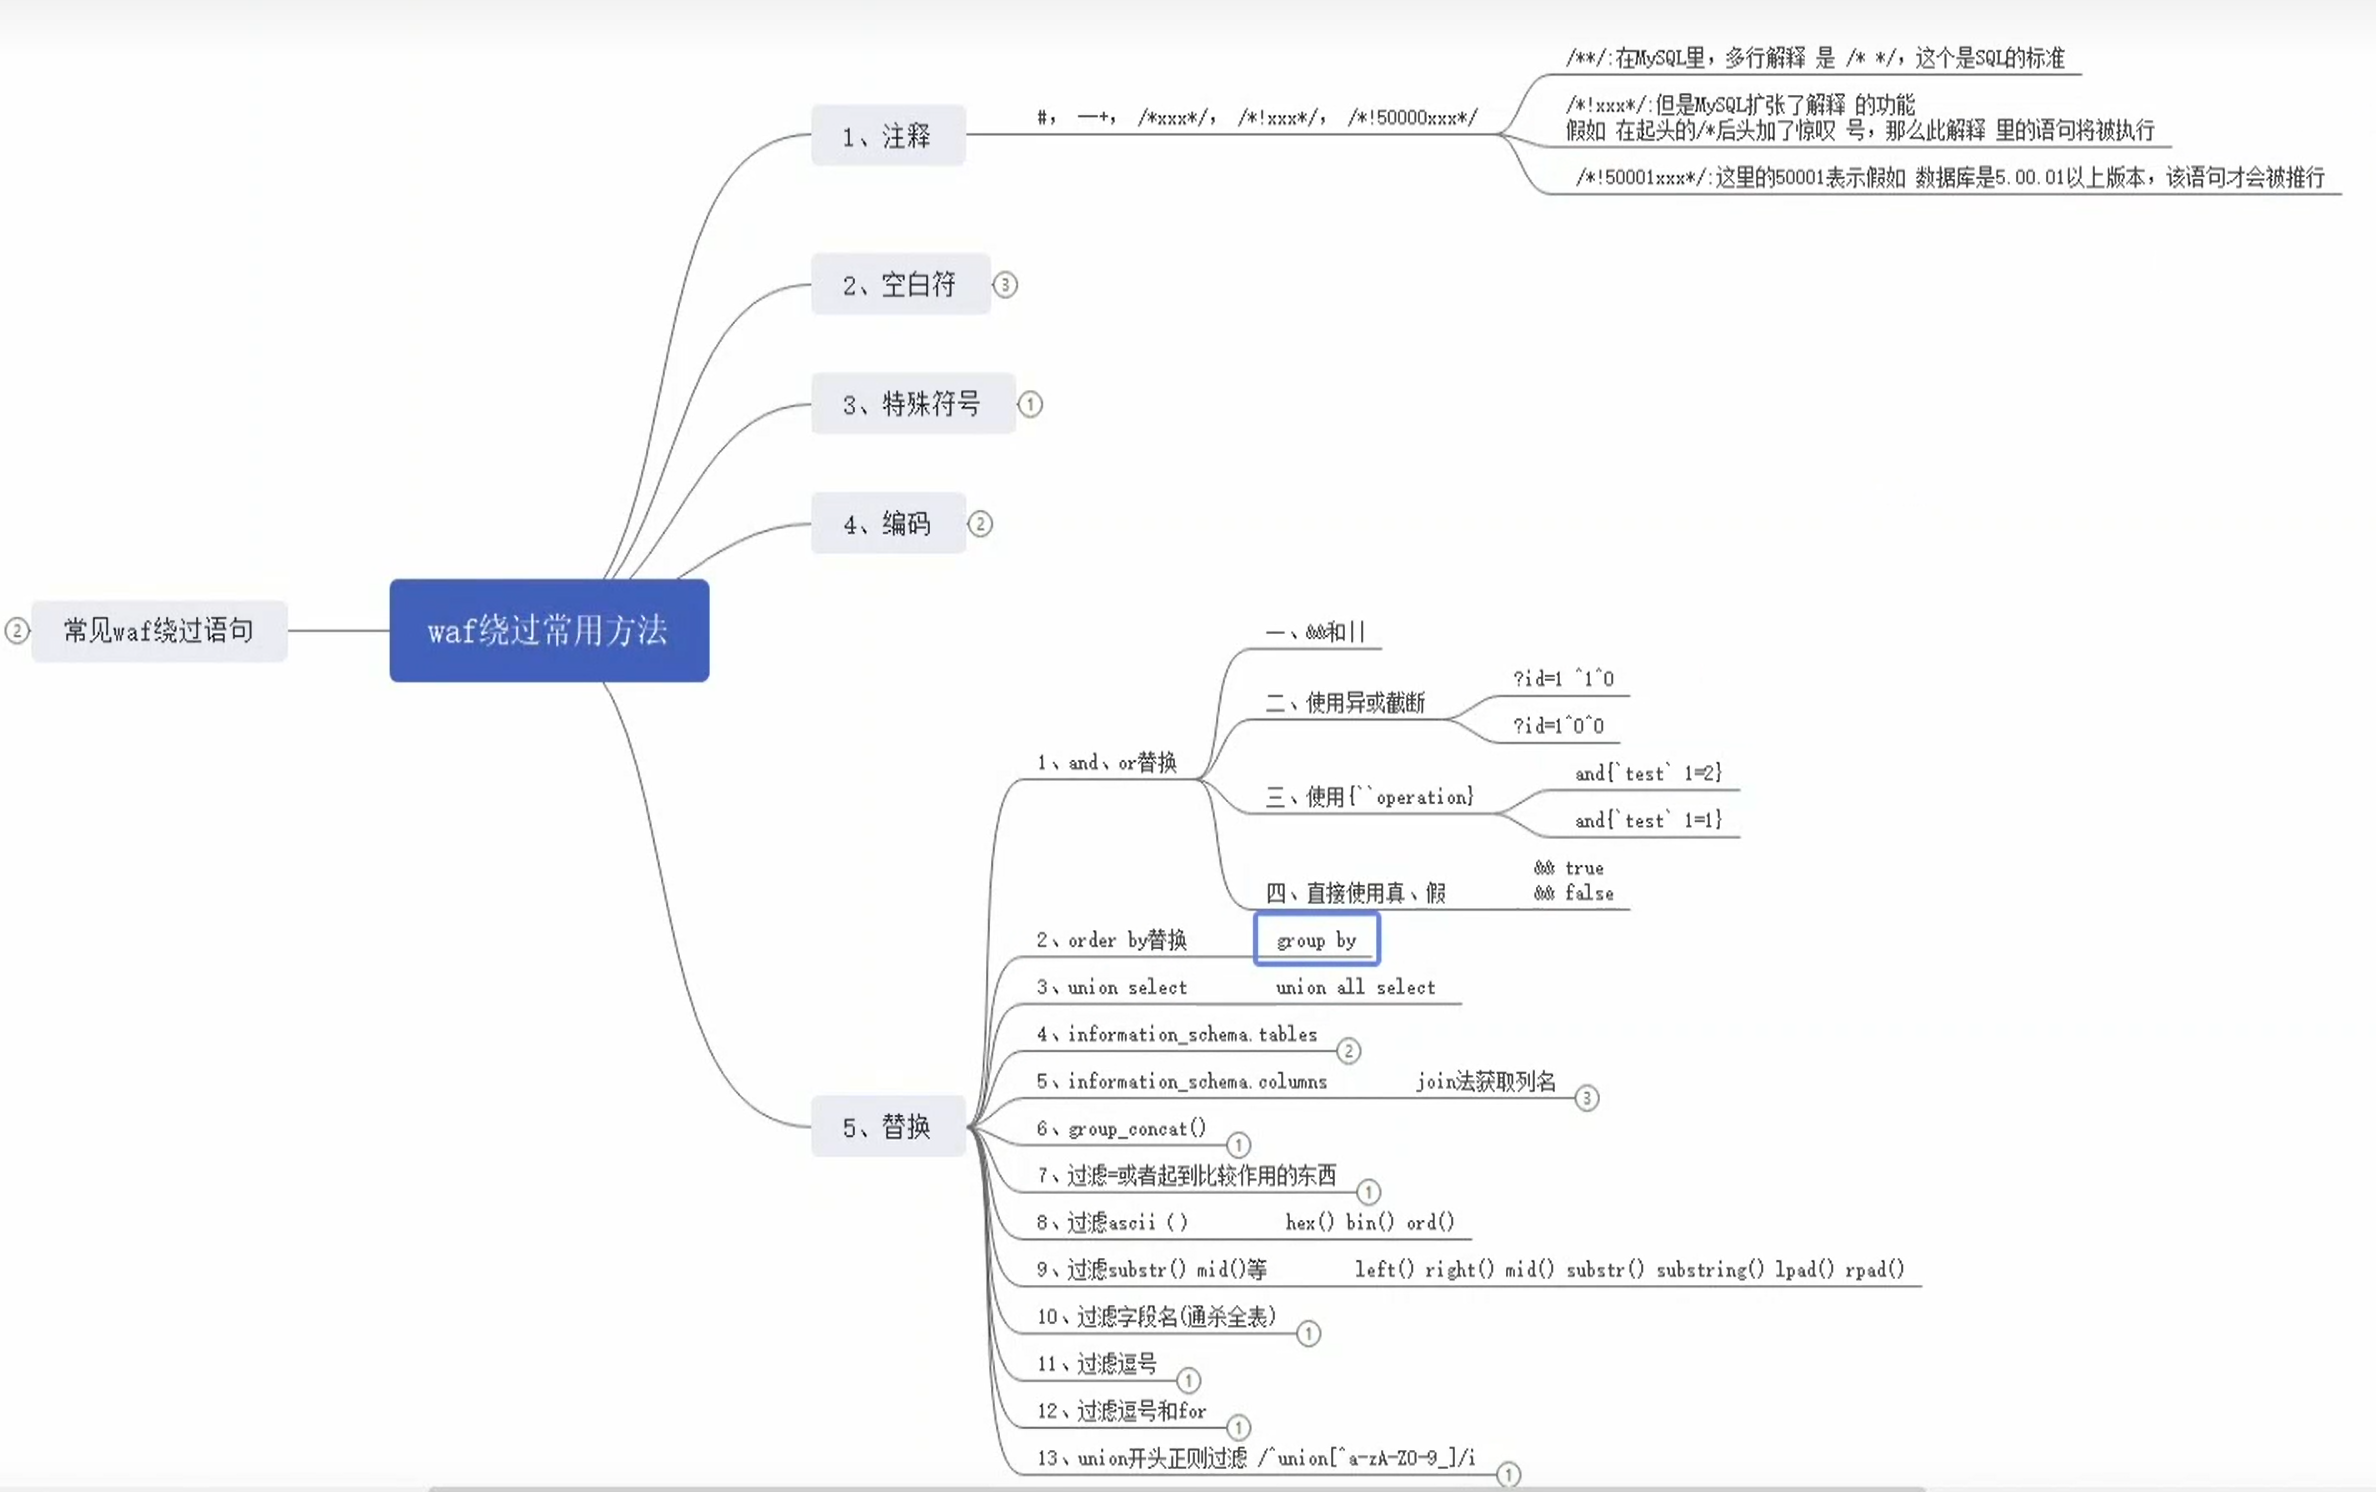 /**/:在MySQL里，多行解释 是 /* */，这个是SQL的标准
1、注释
#， —+， /*xxx*/， /*!xxx*/， /*!50000xxx*/
/*!xxx*/:但是MySQL扩张了解释 的功能
假如 在起头的/*后头加了惊叹 号，那么此解释 里的语句将被执行
/*!50001xxx*/:这里的50001表示假如 数据库是5.00.01以上版本，该语句才会被推行
2、空白符
3
3、特殊符号
1
4、编码
2
2
常见waf绕过语句
waf绕过常用方法
5、替换
1、and、or替换
一、&&和||
二、使用异或截断
?id=1 ^1^0
?id=1^0^0
三、使用{``operation}
and{`test` 1=2}
and{`test` 1=1}
四、直接使用真、假
&& true
&& false
2、order by替换
group by
3、union select
union all select
4、information_schema.tables
2
5、information_schema.columns
join法获取列名
3
6、group_concat()
1
7、过滤=或者起到比较作用的东西
1
8、过滤ascii（）
hex() bin() ord()
9、过滤substr() mid()等
left() right() mid() substr() substring() lpad() rpad()
10、过滤字段名(通杀全表)
1
11、过滤逗号
1
12、过滤逗号和for
1
13、union开头正则过滤 /^union[^a-zA-Z0-9_]/i
1